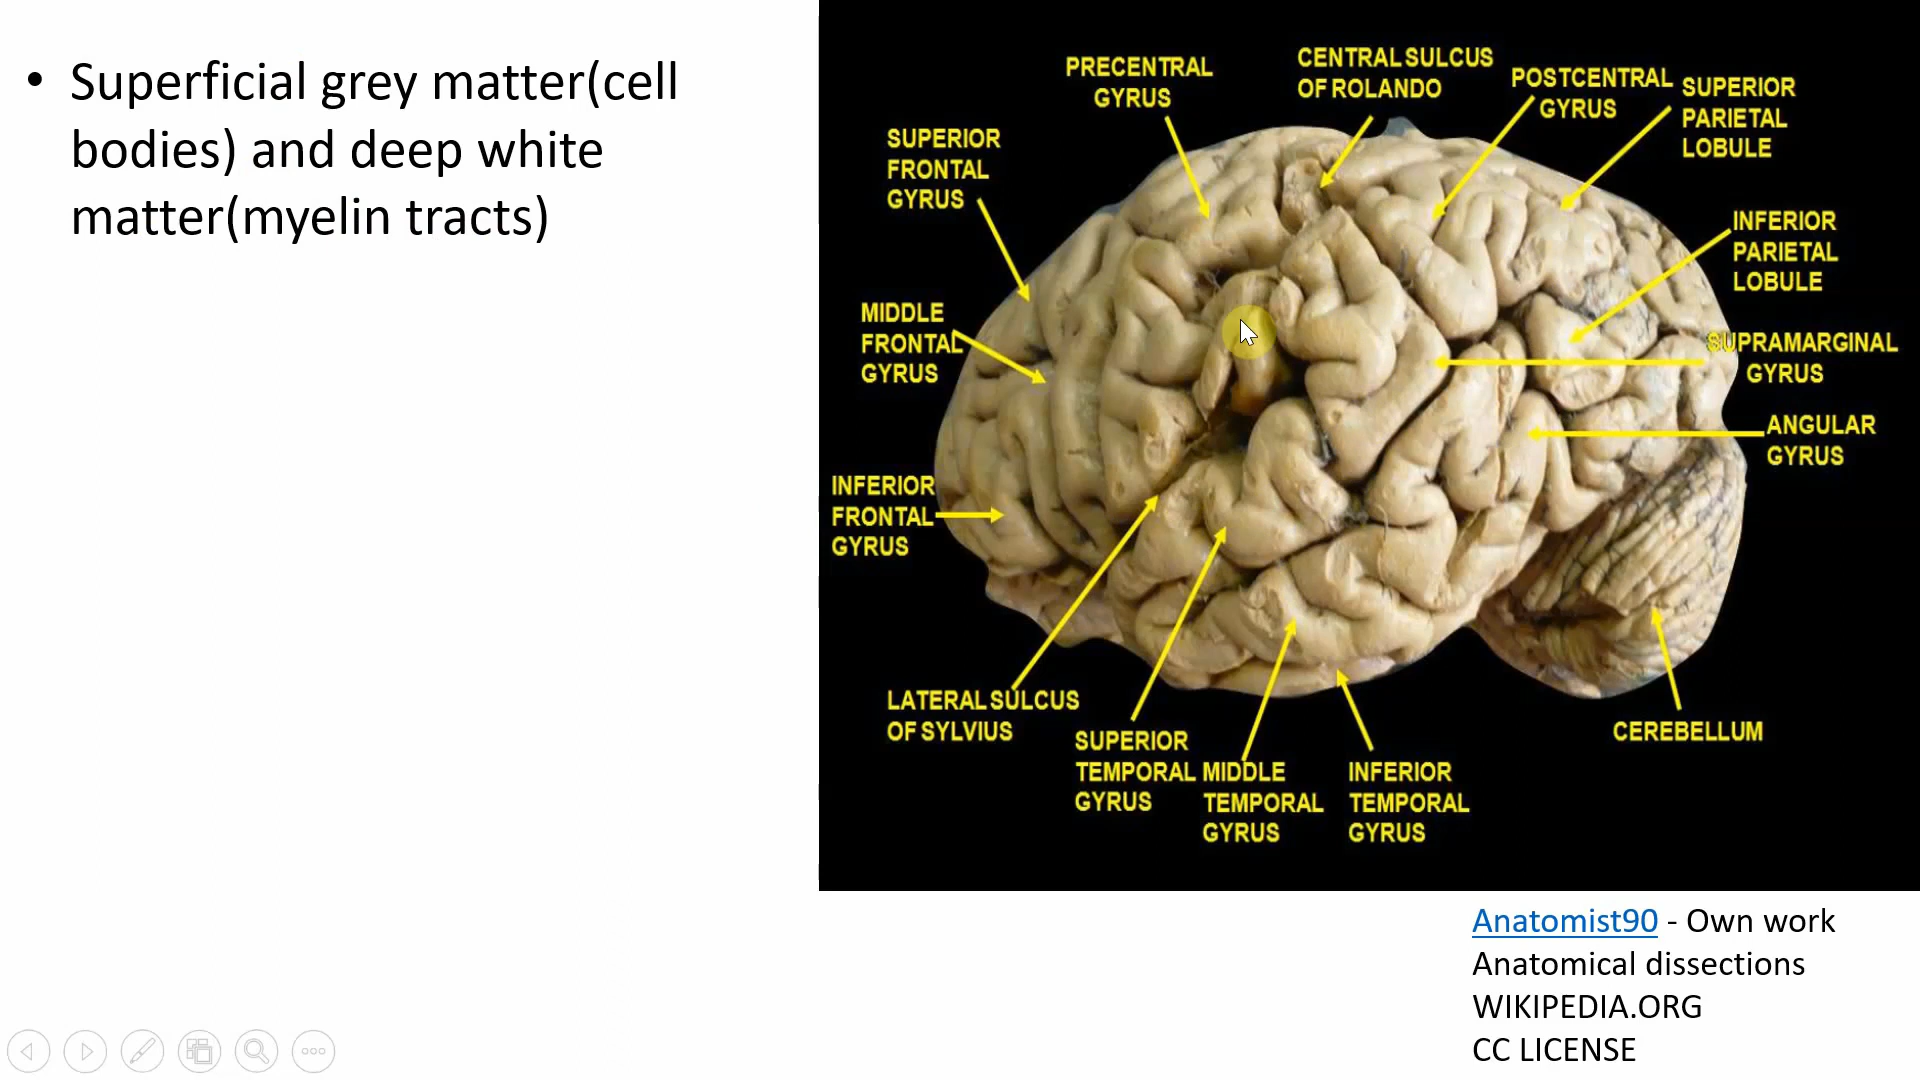 • Superficial grey matter(cell
bodies) and deep white
matter(myelin tracts)
PRECENTRAL
GYRUS
CENTRAL SULCUS
OF ROLANDO
POSTCENTRAL
GYRUS
SUPERIOR
PARIETAL
LOBULE
SUPERIOR
FRONTAL
GYRUS
INFERIOR
PARIETAL
LOBULE
MIDDLE
FRONTAL
GYRUS
SUPRAMARGINAL
GYRUS
ANGULAR
GYRUS
INFERIOR
FRONTAL
GYRUS
LATERAL SULCUS
OF SYLVIUS
SUPERIOR
TEMPORAL
GYRUS
MIDDLE
TEMPORAL
GYRUS
INFERIOR
TEMPORAL
GYRUS
CEREBELLUM
Anatomist90 - Own work
Anatomical dissections
WIKIPEDIA.ORG
CC LICENSE